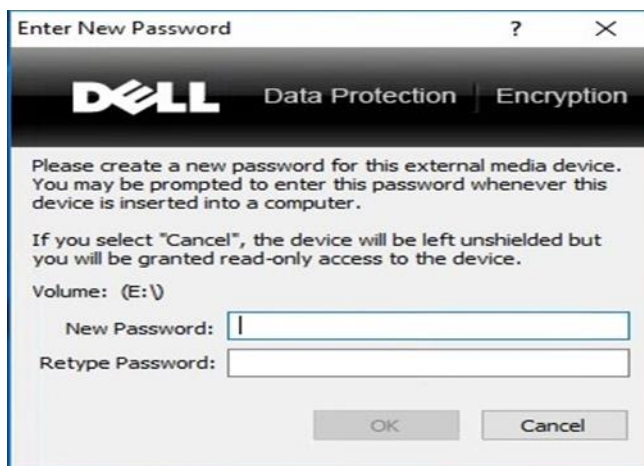 Enter New Password ? ✕
DELL Data Protection | Encryption
Please create a new password for this external media device.
You may be prompted to enter this password whenever this
device is inserted into a computer.
If you select "Cancel", the device will be left unshielded but
you will be granted read-only access to the device.
Volume: (E:\)
New Password:
Retype Password:
OK Cancel